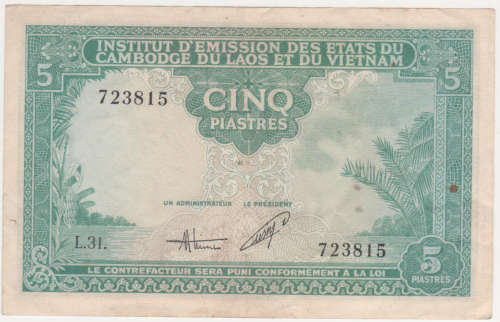 INSTITUT D'EMISSION DES ETATS DU
CAMBODGE DU LAOS ET DU VIETNAM
5
5
723815
CINQ
PIASTRES
UN ADMINISTRATEUR LE PRÉSIDENT
L.31.
723815
5
PIASTRES
LE CONTREFACTEUR SERA PUNI CONFORMEMENT A LA LOI